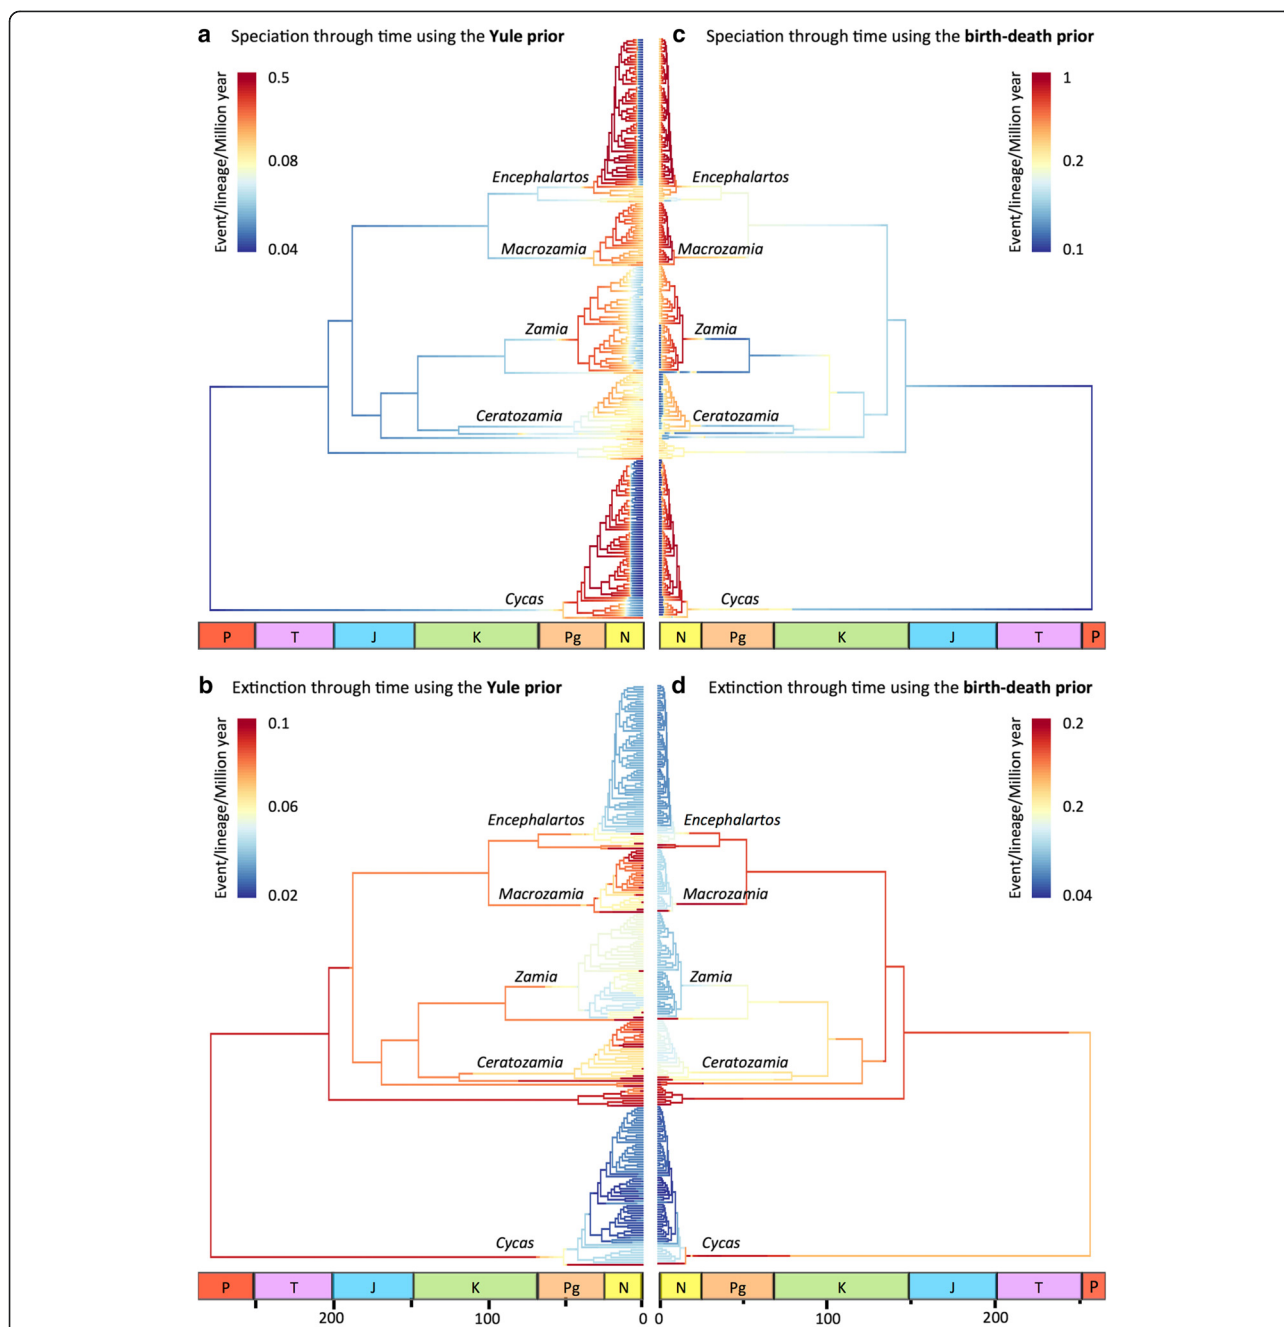 a Speciation through time using the Yule prior
Event/lineage/Million year
0.5
0.08
0.04
Encephalartos
Macrozamia
Zamia
Ceratozamia
Cycas
P T J K Pg N
c Speciation through time using the birth-death prior
Event/lineage/Million year
1
0.2
0.1
Encephalartos
Macrozamia
Zamia
Ceratozamia
Cycas
N Pg K J T P
b Extinction through time using the Yule prior
Event/lineage/Million year
0.1
0.06
0.02
Encephalartos
Macrozamia
Zamia
Ceratozamia
Cycas
P T J K Pg N
200 100 0
d Extinction through time using the birth-death prior
Event/lineage/Million year
0.2
0.2
0.04
Encephalartos
Macrozamia
Zamia
Ceratozamia
Cycas
N Pg K J T P
0 100 200